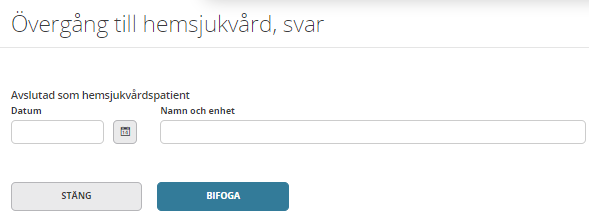 Övergång till hemsjukvård, svar
Avslutad som hemsjukvårdspatient
Datum Namn och enhet
STÄNG BIFOGA